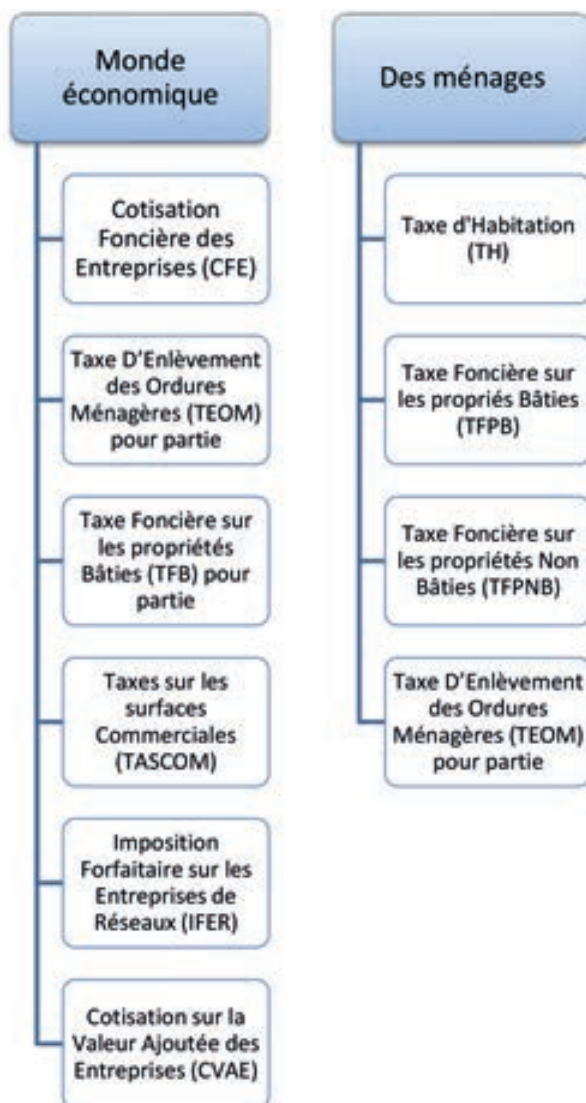 Monde
économique
Cotisation
Foncière des
Entreprises (CFE)
Taxe D'Enlèvement
des Ordures
Ménagères (TEOM)
pour partie
Taxe Foncière sur
les propriétés
Bâties (TFB) pour
partie
Taxes sur les
surfaces
Commerciales
(TASCOM)
Imposition
Forfaitaire sur les
Entreprises de
Réseaux (IFER)
Cotisation sur la
Valeur Ajoutée des
Entreprises (CVAE)
Des ménages
Taxe d'Habitation
(TH)
Taxe Foncière sur
les propriés Bâties
(TFPB)
Taxe Foncière sur
les propriétés Non
Bâties (TFPNB)
Taxe D'Enlèvement
des Ordures
Ménagères (TEOM)
pour partie